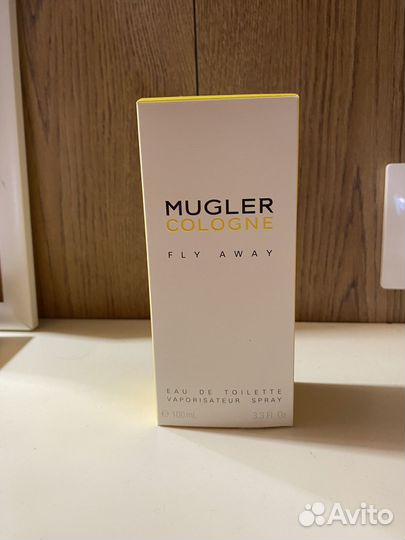 MUGLER
COLOGNE
FLY AWAY
EAU DE TOILETTE
VAPORISATEUR SPRAY
℮ 100 mL 3.3 Fl. Oz
Avito